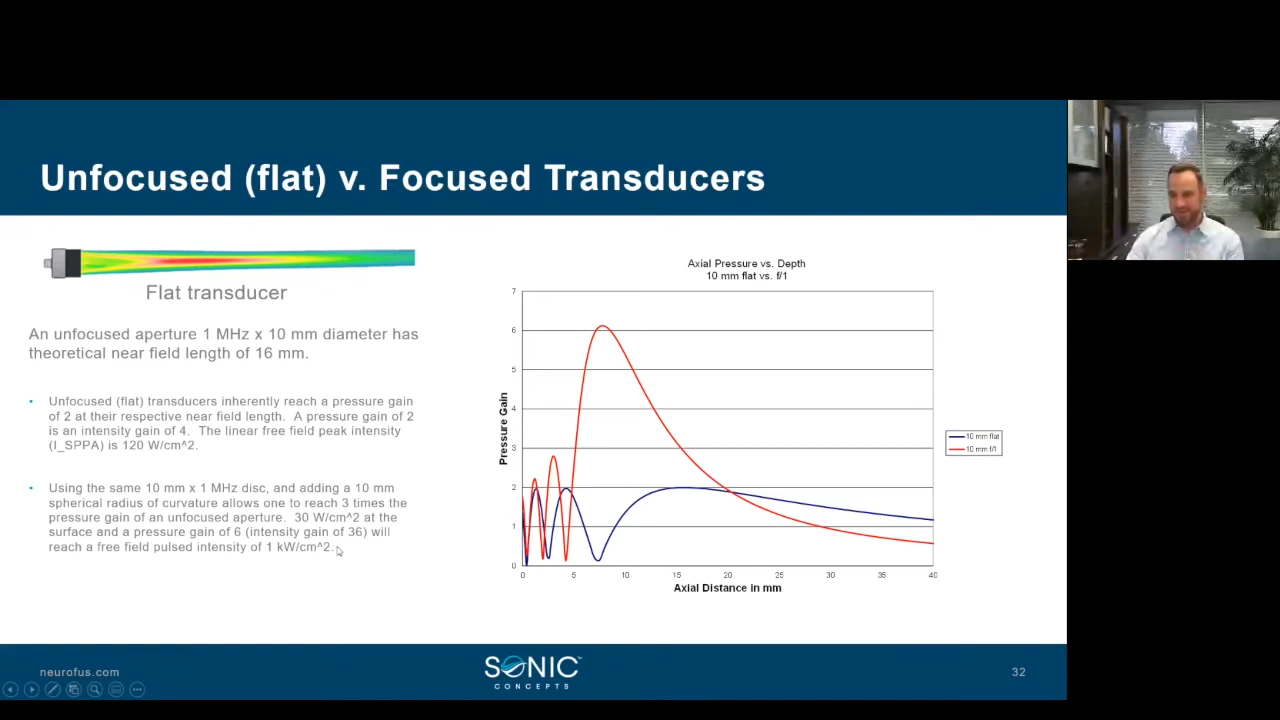 Unfocused (flat) v. Focused Transducers
Flat transducer
An unfocused aperture 1 MHz x 10 mm diameter has
theoretical near field length of 16 mm.
• Unfocused (flat) transducers inherently reach a pressure gain
of 2 at their respective near field length. A pressure gain of 2
is an intensity gain of 4. The linear free field peak intensity
(I_SPPA) is 120 W/cm^2.
• Using the same 10 mm x 1 MHz disc, and adding a 10 mm
spherical radius of curvature allows one to reach 3 times the
pressure gain of an unfocused aperture. 30 W/cm^2 at the
surface and a pressure gain of 6 (intensity gain of 36) will
reach a free field pulsed intensity of 1 kW/cm^2.
Axial Pressure vs. Depth
10 mm flat vs. f/1
Pressure Gain
7
6
5
4
3
2
1
0
0 5 10 15 20 25 30 35 40
Axial Distance in mm
10 mm flat
10 mm f/1
neurofus.com
SONIC™
CONCEPTS
32